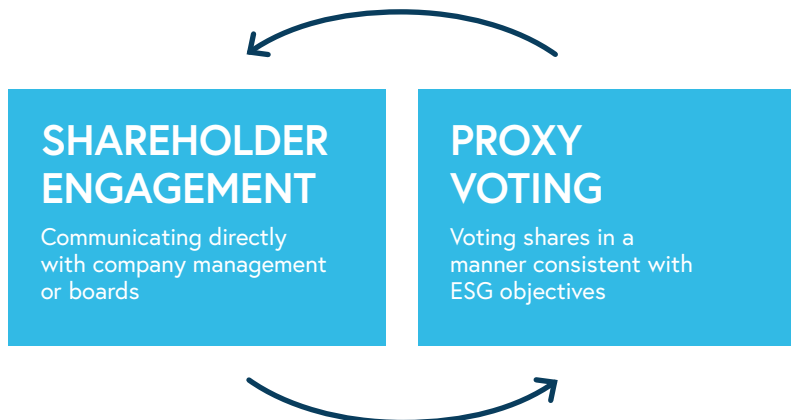 SHAREHOLDER
ENGAGEMENT
Communicating directly
with company management
or boards
PROXY
VOTING
Voting shares in a
manner consistent with
ESG objectives